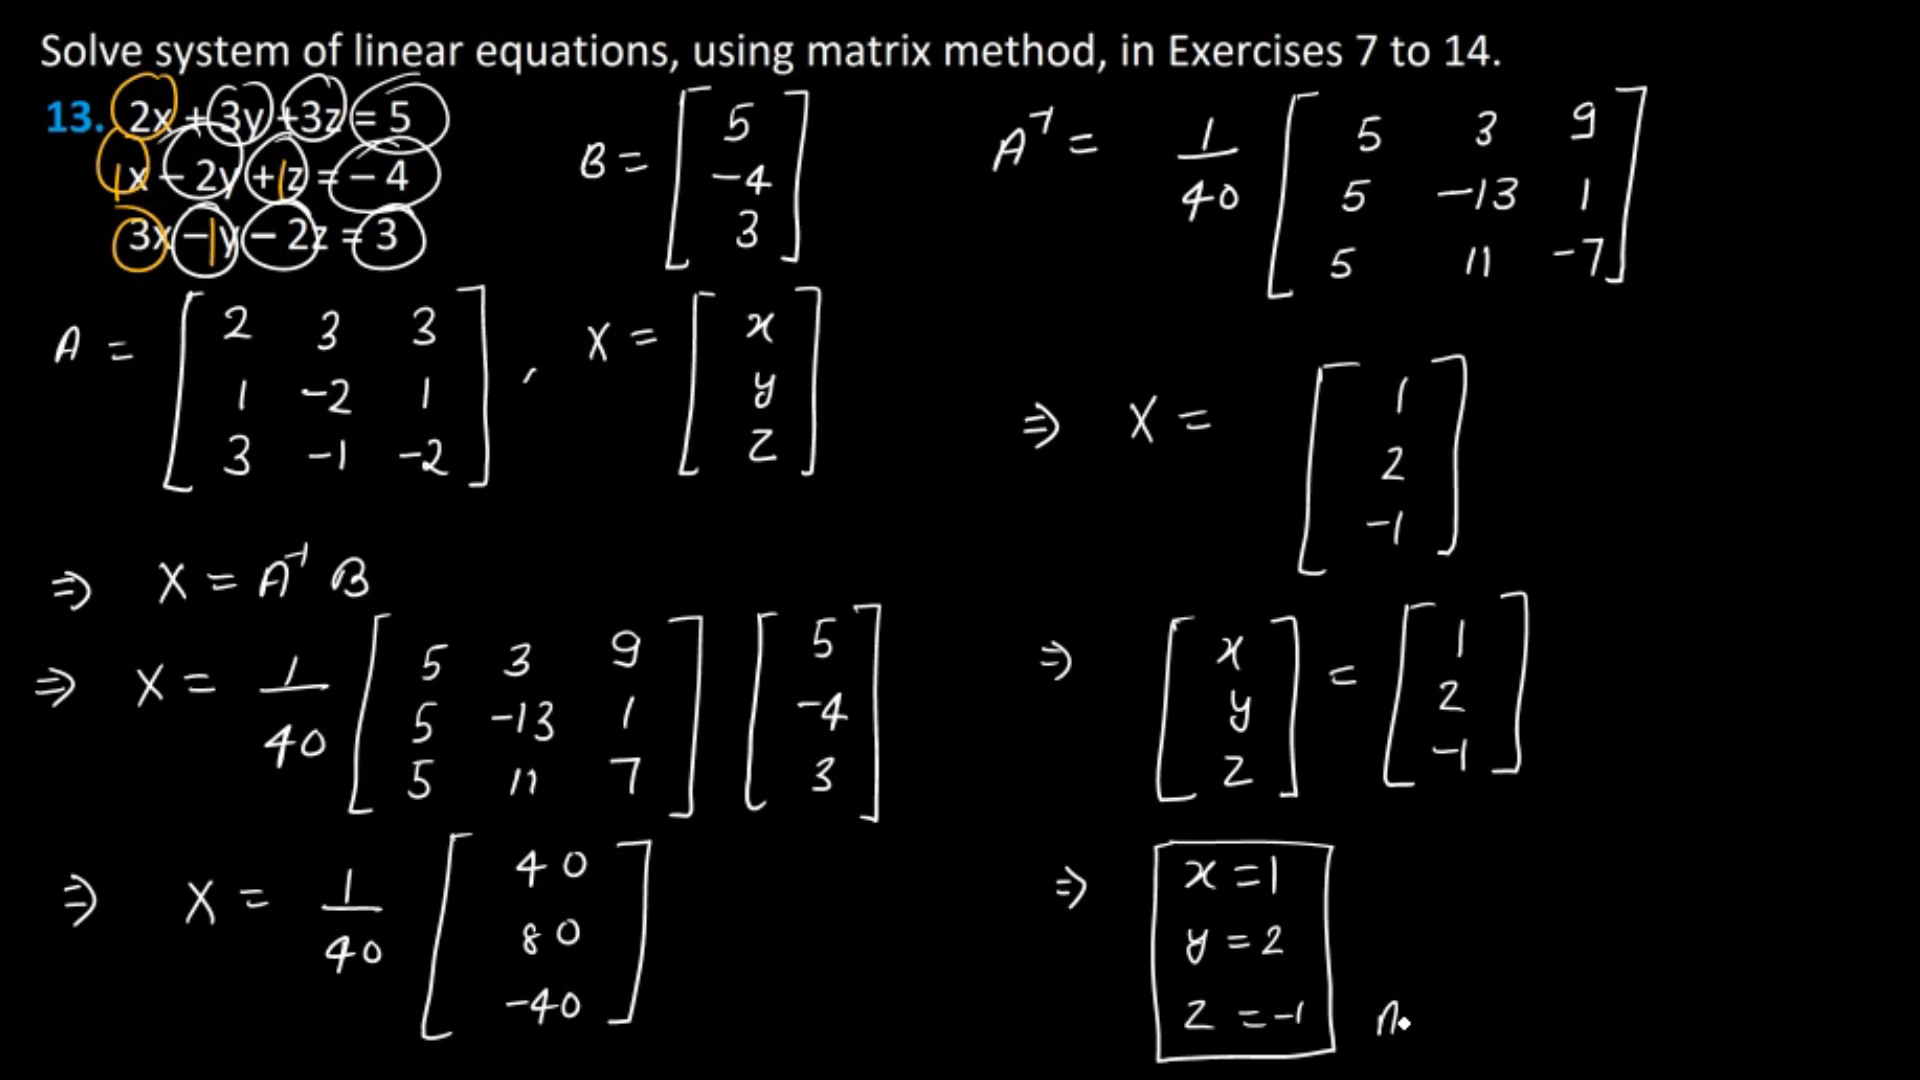 Solve system of linear equations, using matrix method, in Exercises 7 to 14.
13. 2x + 3y + 3z = 5
1x - 2y + 1z = - 4
3x - 1y - 2z = 3
B = [ 5
-4
3 ]
A = [ 2 3 3
1 -2 1
3 -1 -2 ] , X = [ x
y
z ]
⇒ X = A⁻¹ B
⇒ X = 1/40 [ 5 3 9
5 -13 1
5 11 7 ] [ 5
-4
3 ]
⇒ X = 1/40 [ 40
80
-40 ]
A⁻¹ = 1/40 [ 5 3 9
5 -13 1
5 11 -7 ]
⇒ X = [ 1
2
-1 ]
⇒ [ x
y
z ] = [ 1
2
-1 ]
⇒ x = 1
y = 2
z = -1